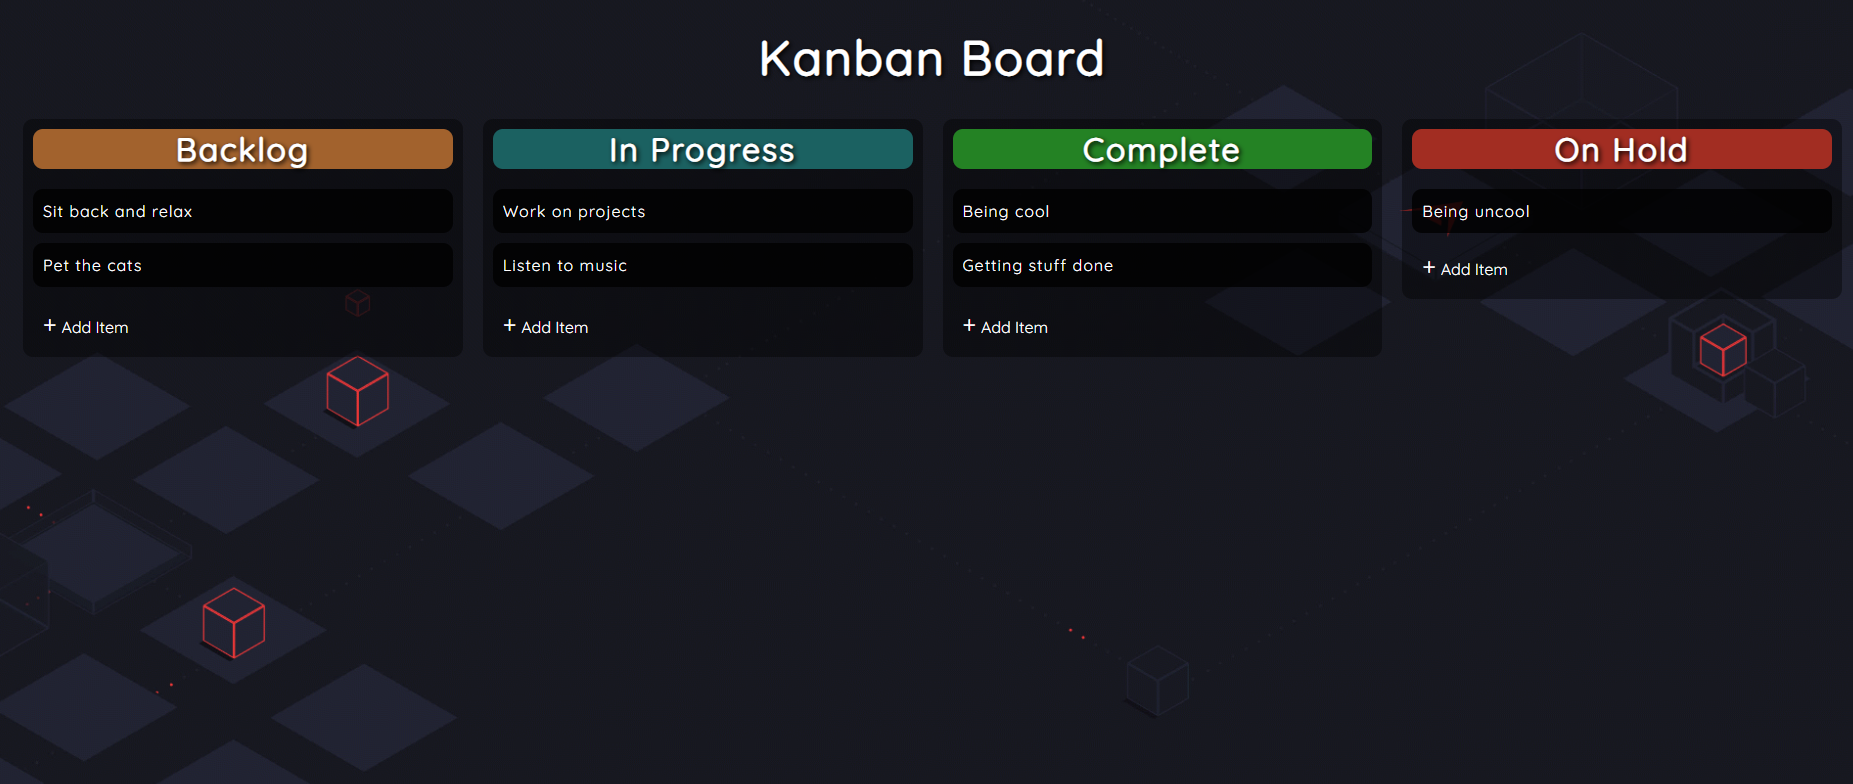 Kanban Board
Backlog
Sit back and relax
Pet the cats
+ Add Item
In Progress
Work on projects
Listen to music
+ Add Item
Complete
Being cool
Getting stuff done
+ Add Item
On Hold
Being uncool
+ Add Item